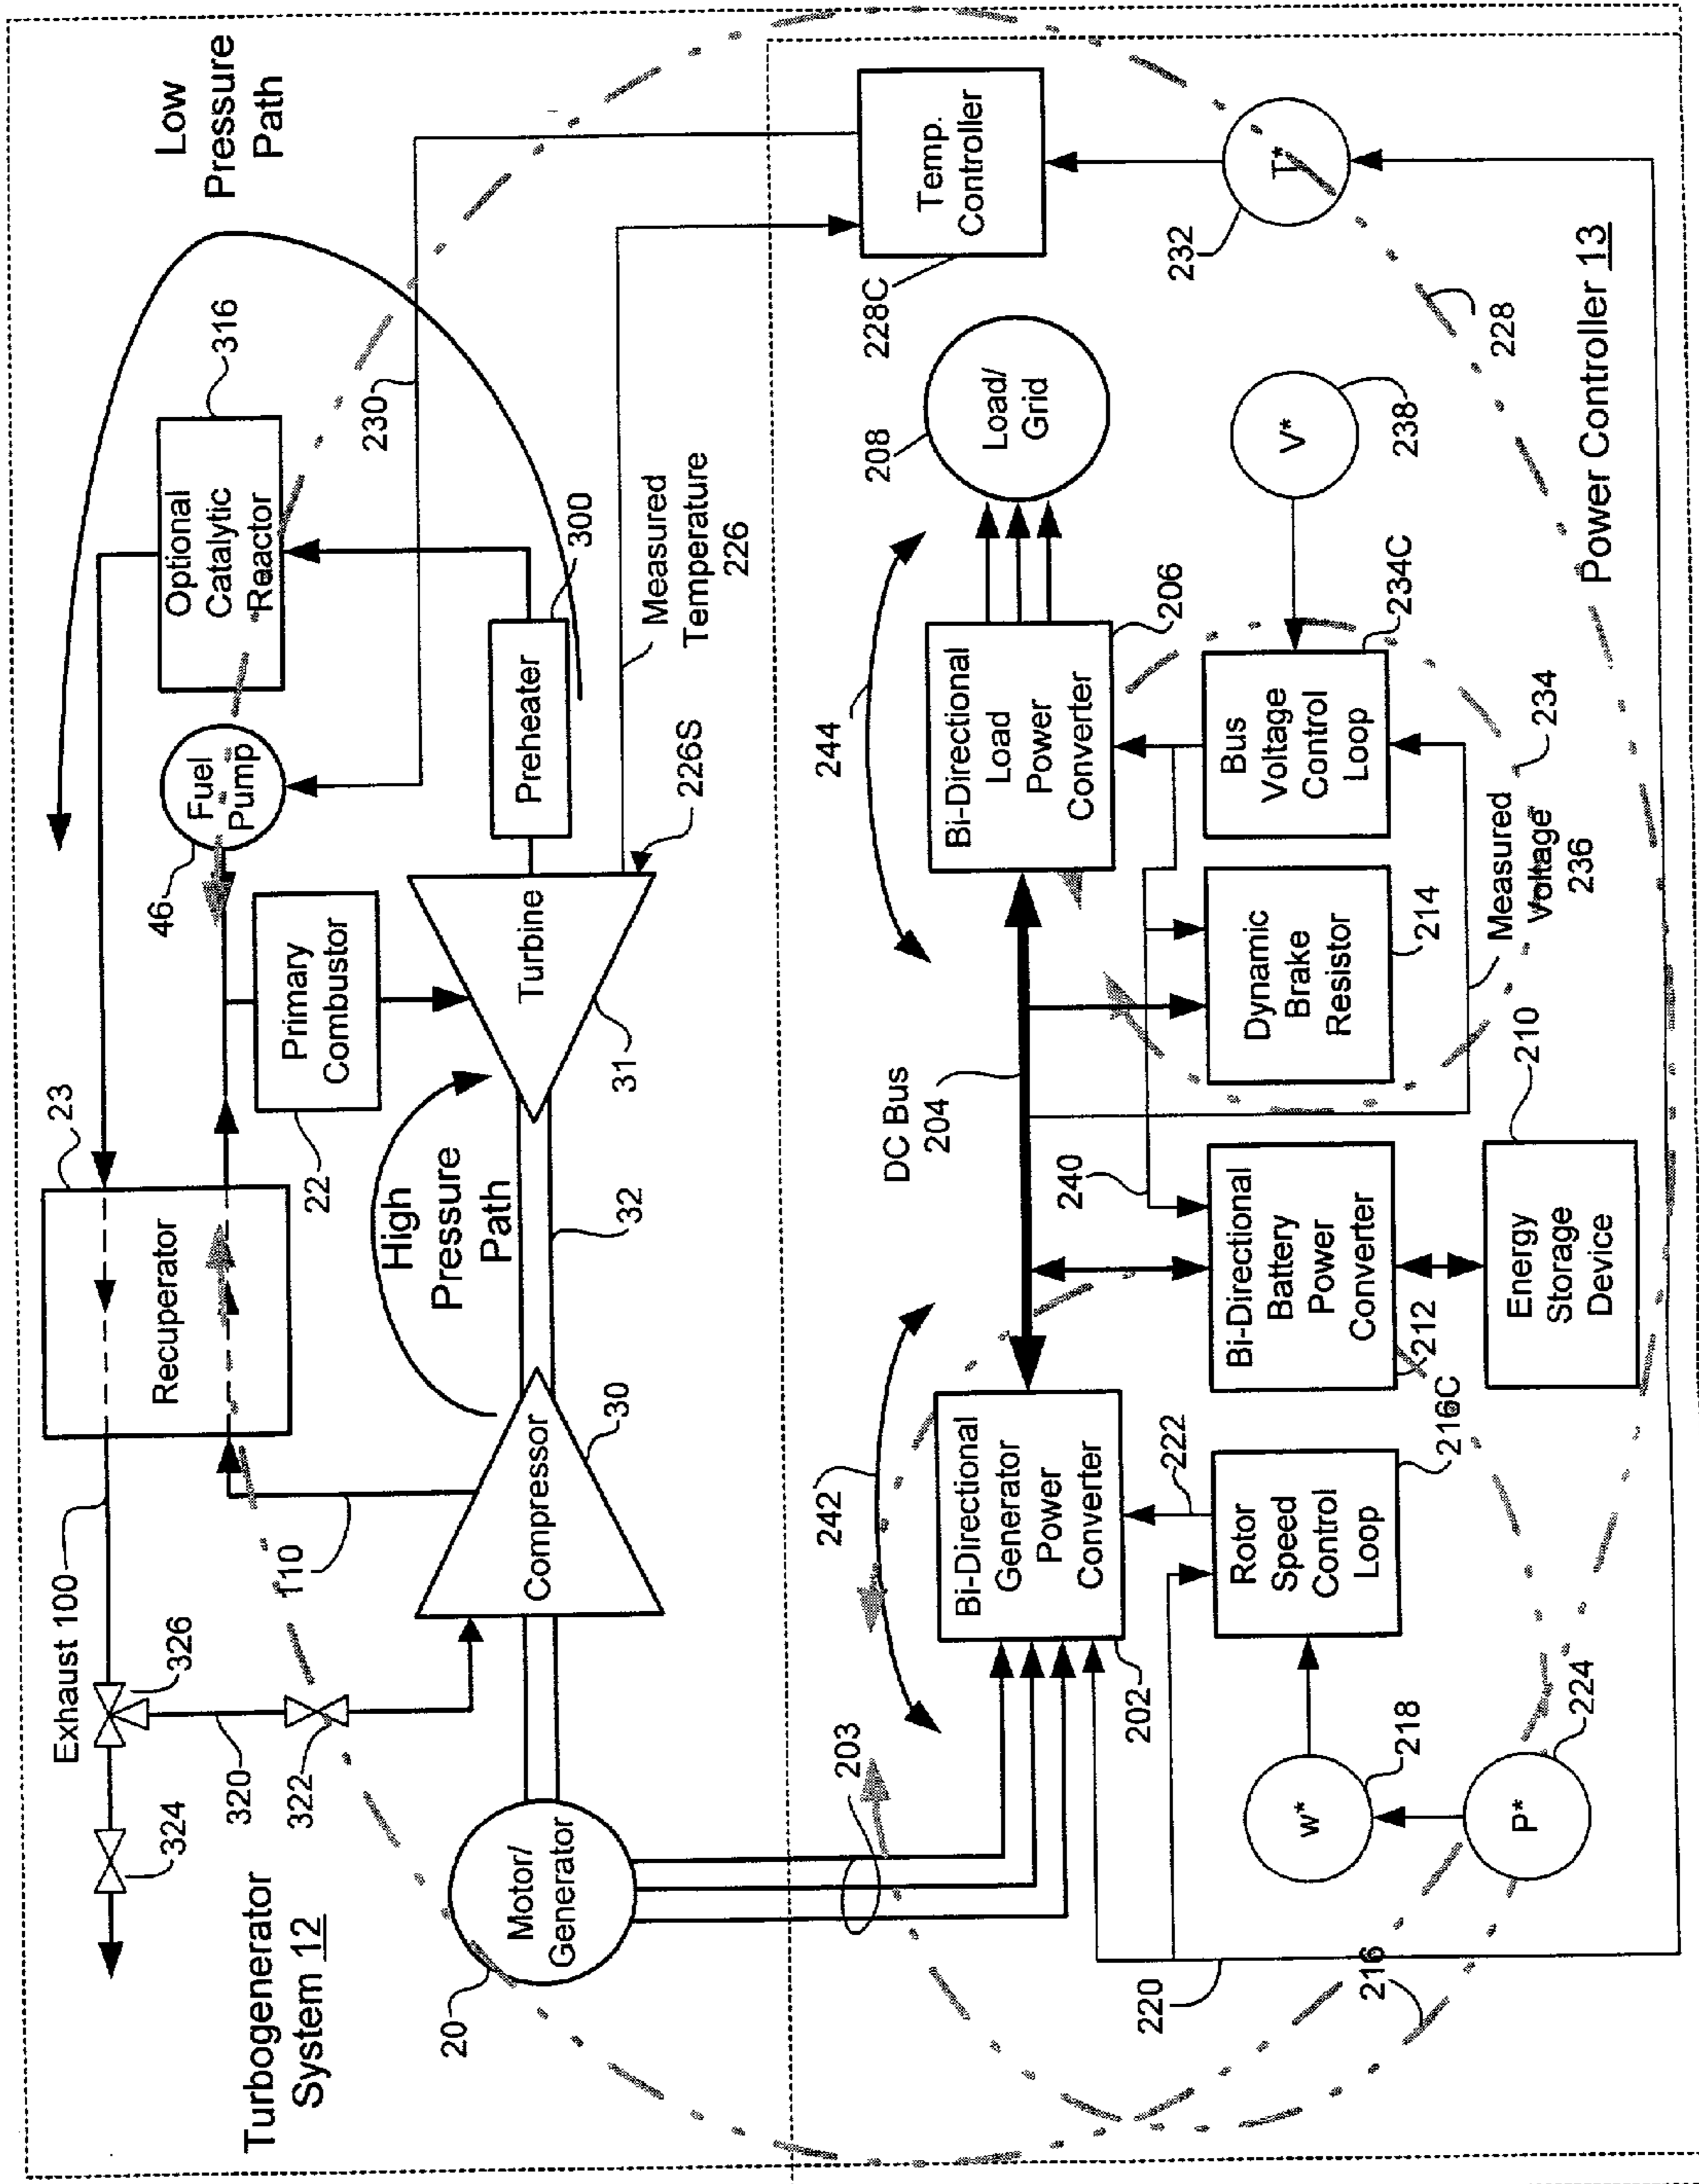 Low
Pressure
Path
Exhaust 100
326
324
320
322
110
23
Recuperator
46
Fuel
Pump
Optional
Catalytic
Reactor
316
Turbogenerator
System 12
20
Motor/
Generator
Compressor
30
High
Pressure
Path
32
22
Primary
Combustor
Turbine
31
226S
Preheater
300
230
Measured
Temperature
226
Temp.
Controller
228C
T*
232
228
203
242
202
Bi-Directional
Generator
Power
Converter
222
DC Bus
204
240
244
Bi-Directional
Load
Power
Converter
206
208
Load/
Grid
Rotor
Speed
Control
Loop
216C
Bi-Directional
Battery
Power
Converter
212
Dynamic
Brake
Resistor
214
Bus
Voltage
Control
Loop
234C
234
V*
238
w*
218
P*
224
220
216
Energy
Storage
Device
210
Measured
Voltage
236
Power Controller 13